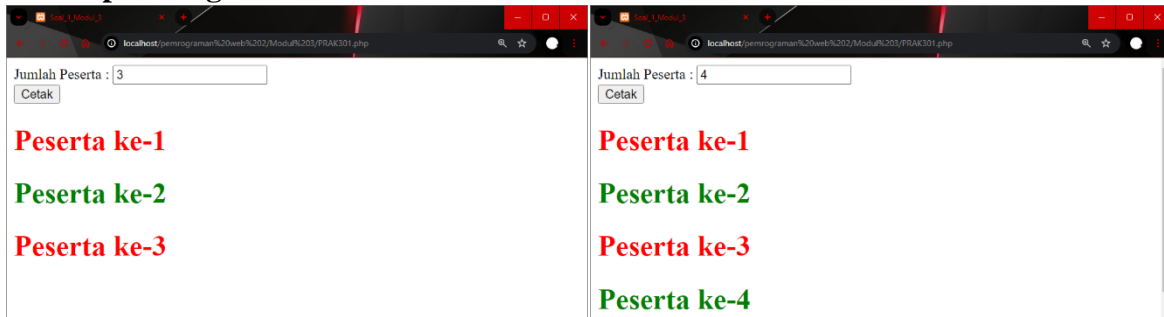 Soal_1_Modul_3
localhost/pemrograman%20web%202/Modul%203/PRAK301.php
Jumlah Peserta : 3
Cetak
Peserta ke-1
Peserta ke-2
Peserta ke-3
Soal_1_Modul_3
localhost/pemrograman%20web%202/Modul%203/PRAK301.php
Jumlah Peserta : 4
Cetak
Peserta ke-1
Peserta ke-2
Peserta ke-3
Peserta ke-4